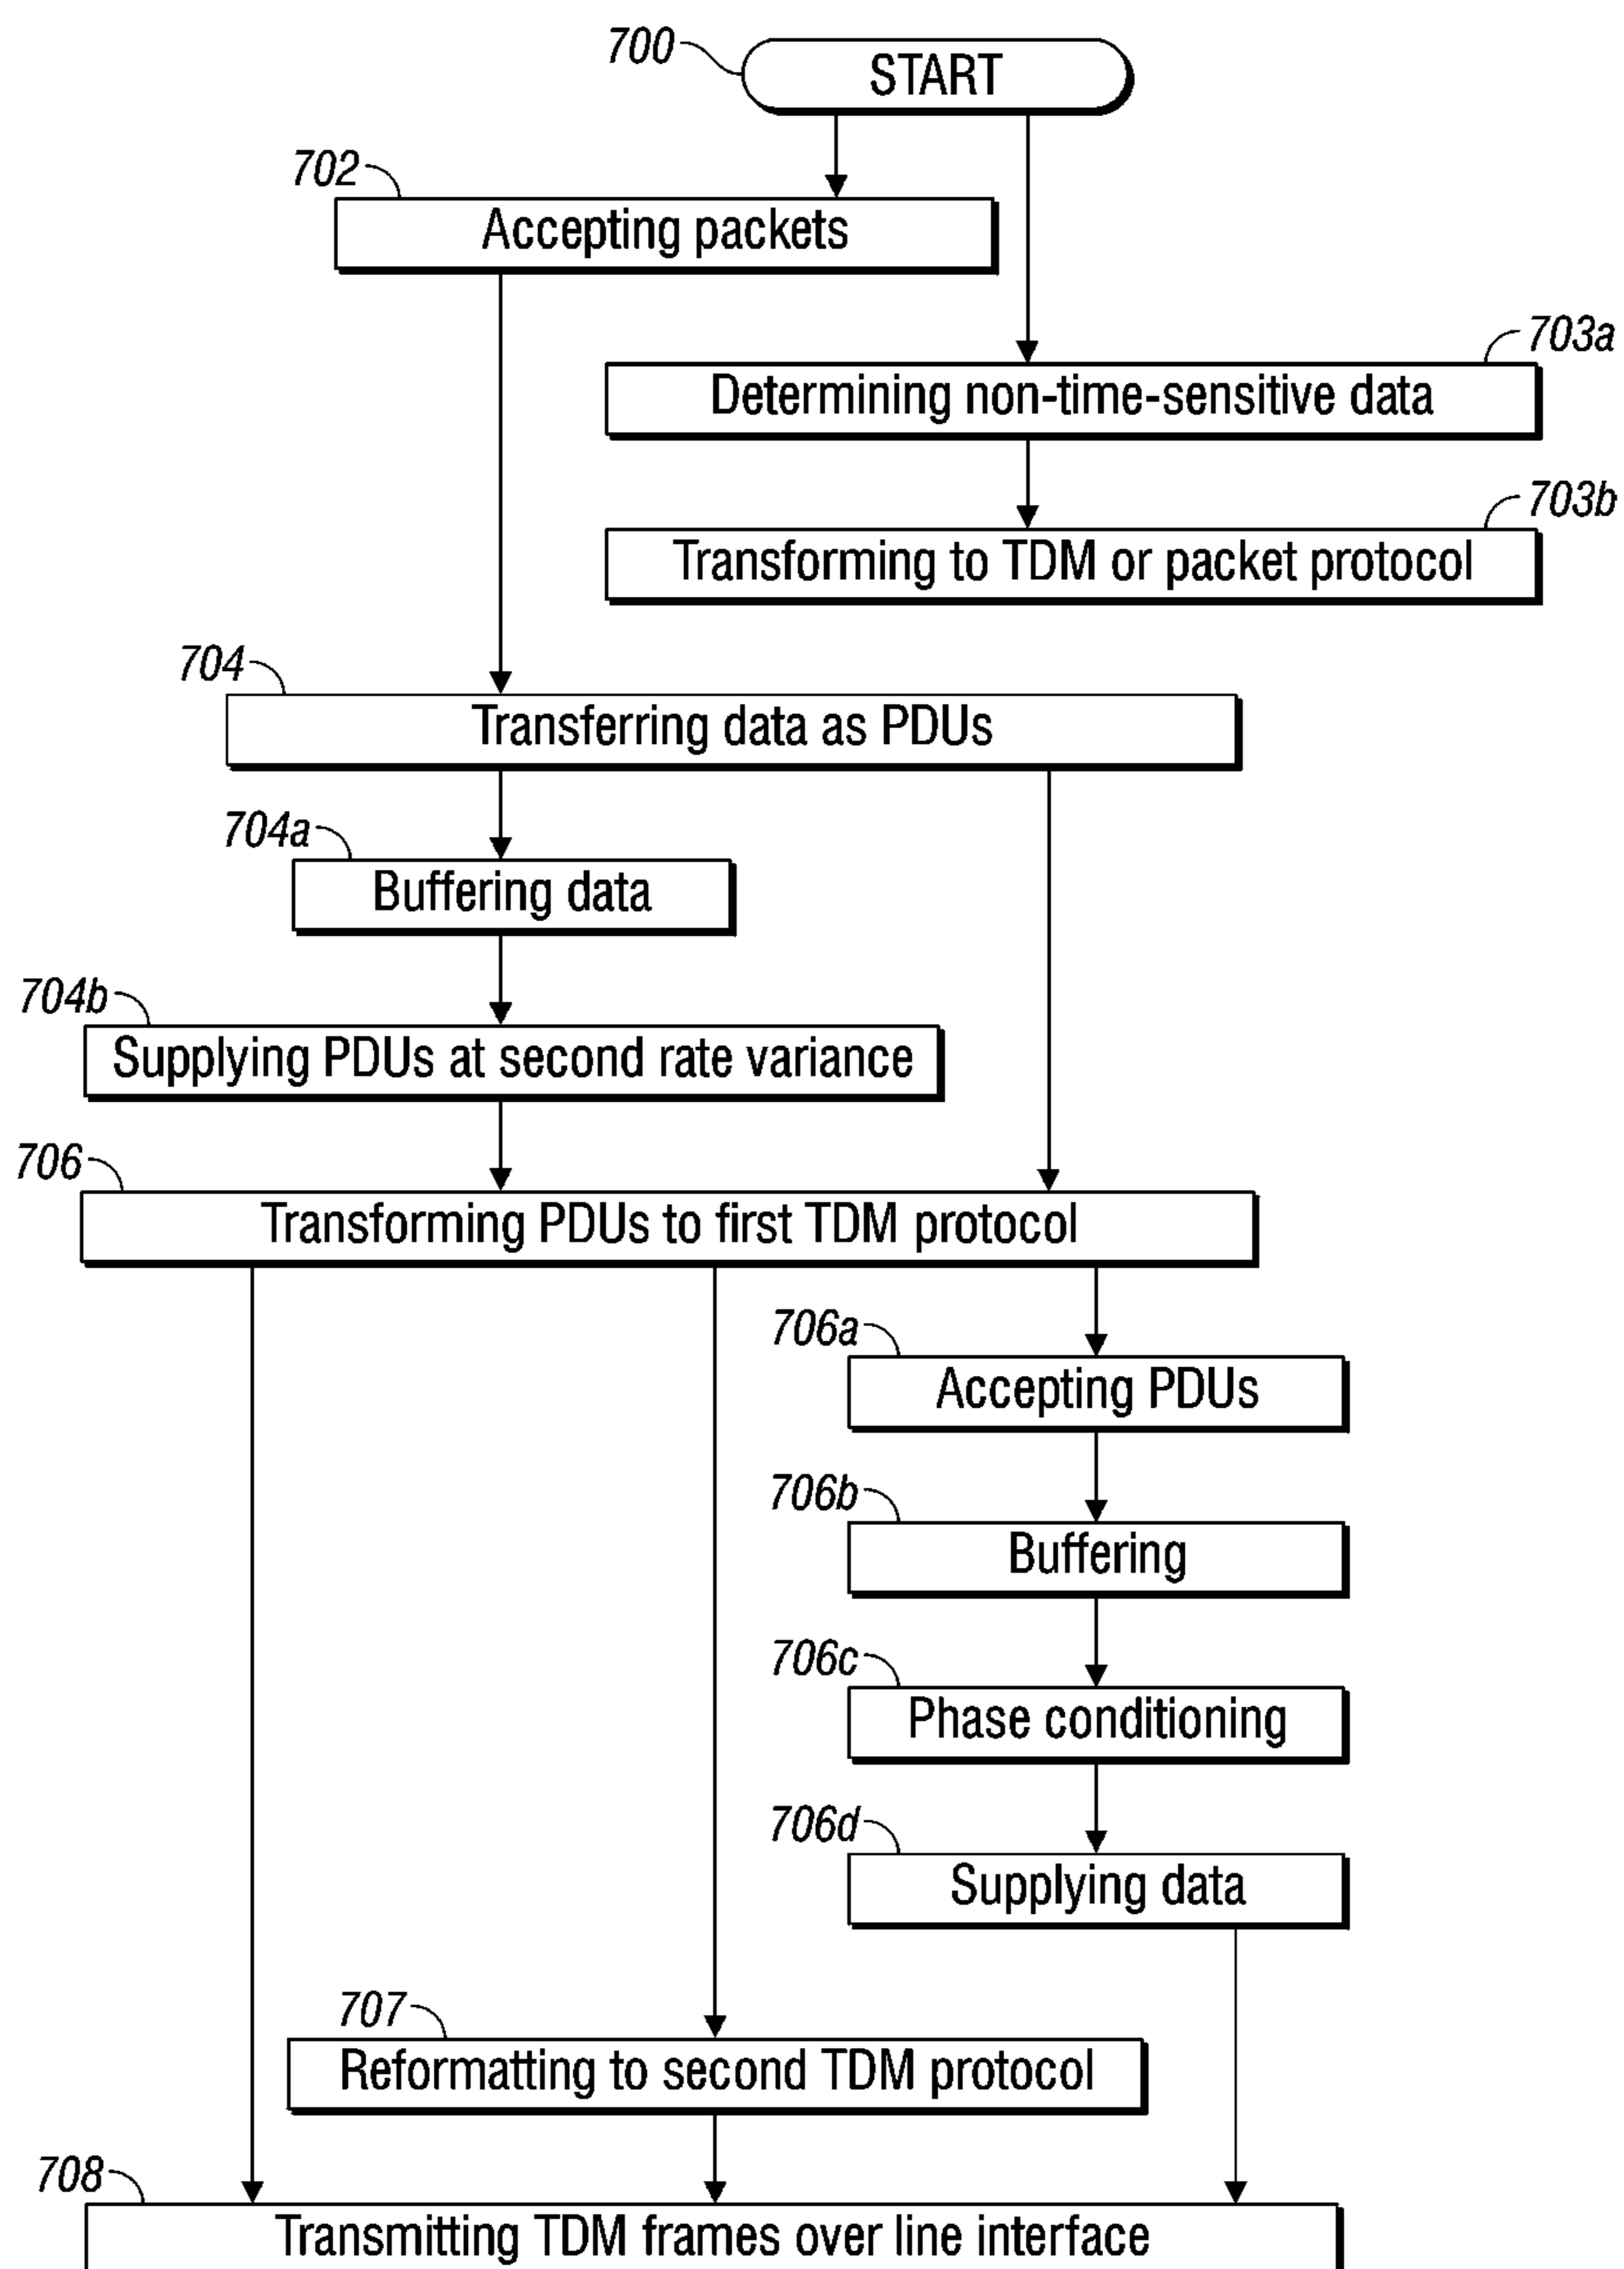 700
START
702
Accepting packets
703a
Determining non-time-sensitive data
703b
Transforming to TDM or packet protocol
704
Transferring data as PDUs
704a
Buffering data
704b
Supplying PDUs at second rate variance
706
Transforming PDUs to first TDM protocol
706a
Accepting PDUs
706b
Buffering
706c
Phase conditioning
706d
Supplying data
707
Reformatting to second TDM protocol
708
Transmitting TDM frames over line interface